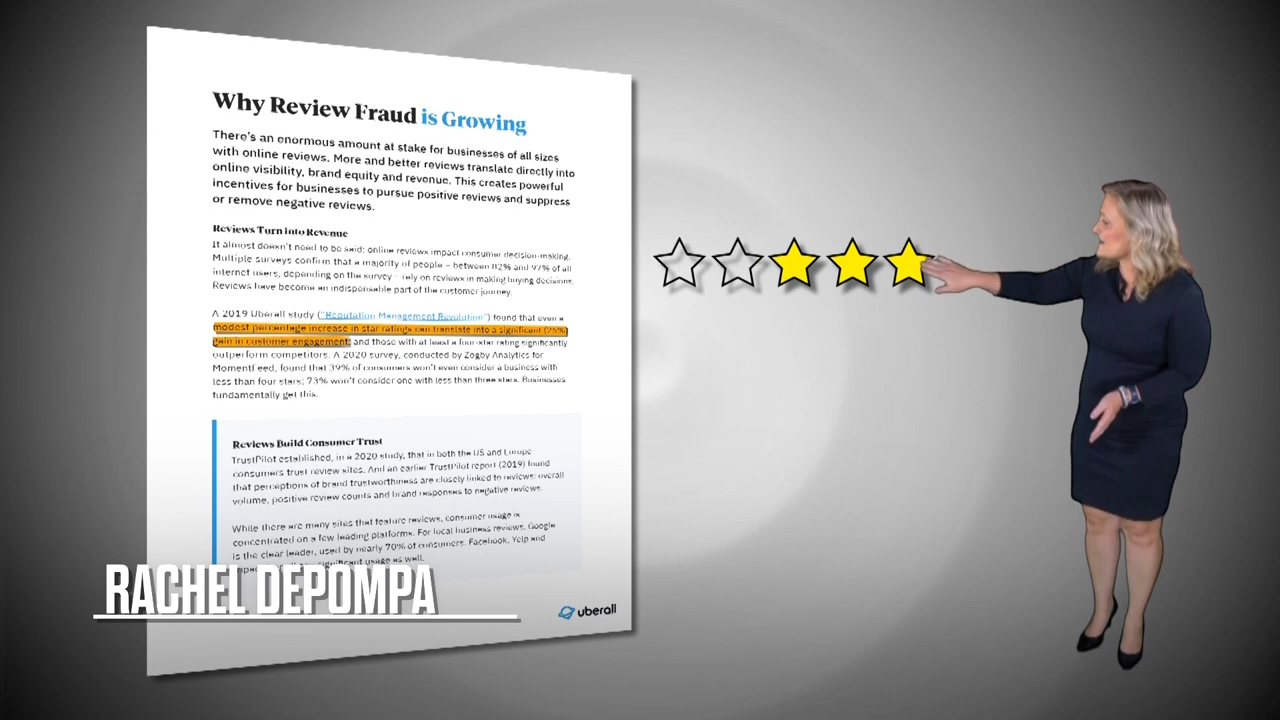 Why Review Fraud is Growing
There's an enormous amount at stake for businesses of all sizes
with online reviews. More and better reviews translate directly into
online visibility, brand equity and revenue. This creates powerful
incentives for businesses to pursue positive reviews and suppress
or remove negative reviews.
Reviews Turn into Revenue
It almost doesn't need to be said: online reviews impact consumer decision-making.
Multiple surveys confirm that a majority of people – between 82% and 97% of all
internet users, depending on the survey – rely on reviews in making buying decisions.
Reviews have become an indispensable part of the customer journey.
A 2019 Uberall study ("Reputation Management Revolution") found that even a
modest percentage increase in star ratings can translate into a significant (25%)
gain in customer engagement; and those with at least a four-star rating significantly
outperform competitors. A 2020 survey, conducted by Zogby Analytics for
MomentFeed, found that 39% of consumers won't even consider a business with
less than four stars; 73% won't consider one with less than three stars. Businesses
fundamentally get this.
Reviews Build Consumer Trust
TrustPilot established, in a 2020 study, that in both the US and Europe
consumers trust review sites. And an earlier TrustPilot report (2019) found
that perceptions of brand trustworthiness are closely linked to reviews: overall
volume, positive review counts and brand responses to negative reviews.
While there are many sites that feature reviews, consumer usage is
concentrated on a few leading platforms. For local business reviews, Google
is the clear leader, used by nearly 70% of consumers. Facebook, Yelp and
significant usage as well.
RACHEL DEPOMPA
uberall